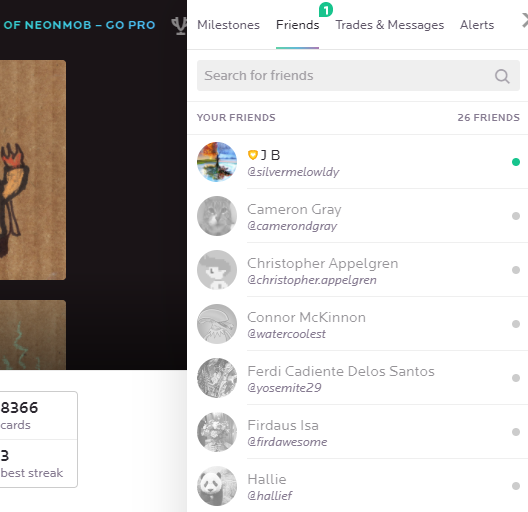 OF NEONMOB – GO PRO
Milestones
Friends
1
Trades & Messages
Alerts
Search for friends
YOUR FRIENDS
26 FRIENDS
J B
@silvermelowldy
Cameron Gray
@camerondgray
Christopher Appelgren
@christopher.appelgren
Connor McKinnon
@watercoolest
Ferdi Cadiente Delos Santos
@yosemite29
Firdaus Isa
@firdawesome
Hallie
@hallief
8366
cards
3
best streak